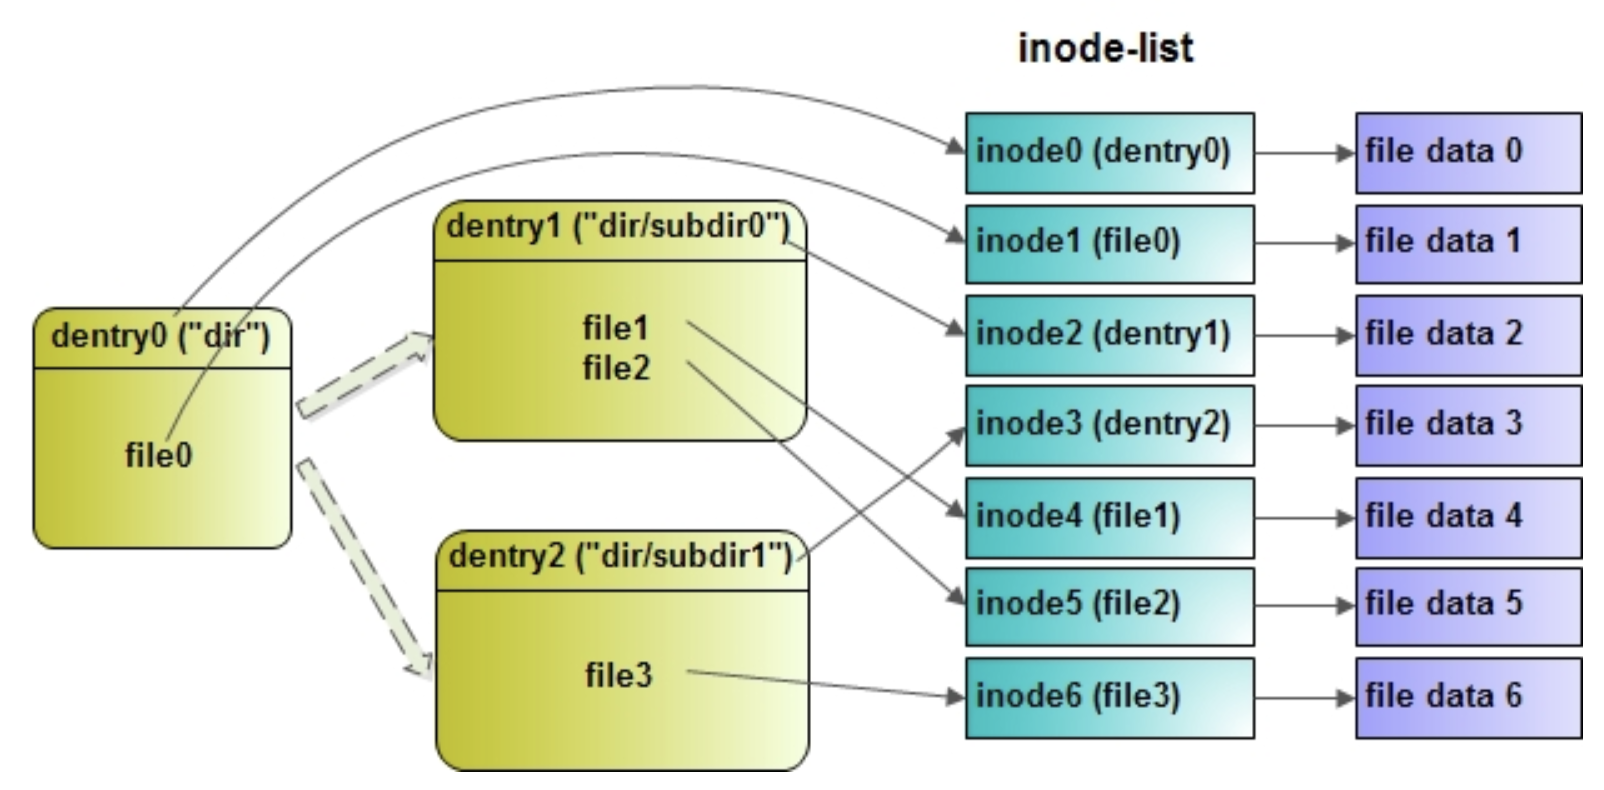 inode-list
dentry0 ("dir")
file0
dentry1 ("dir/subdir0")
file1
file2
dentry2 ("dir/subdir1")
file3
inode0 (dentry0)
file data 0
inode1 (file0)
file data 1
inode2 (dentry1)
file data 2
inode3 (dentry2)
file data 3
inode4 (file1)
file data 4
inode5 (file2)
file data 5
inode6 (file3)
file data 6